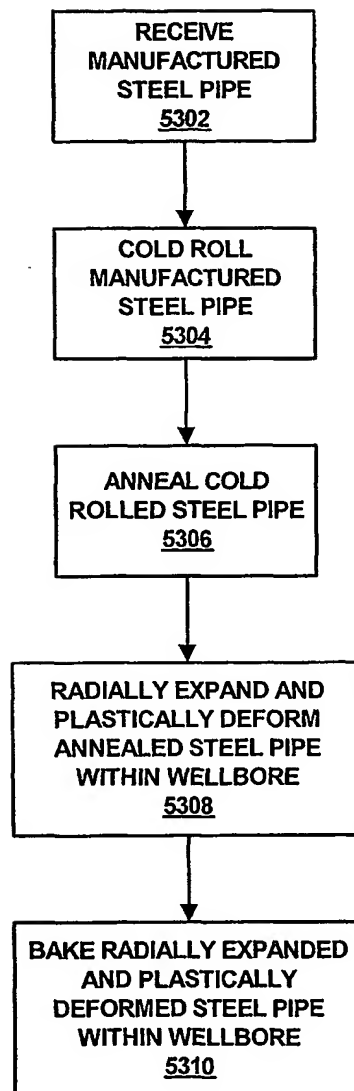 RECEIVE
MANUFACTURED
STEEL PIPE
5302
COLD ROLL
MANUFACTURED
STEEL PIPE
5304
ANNEAL COLD
ROLLED STEEL PIPE
5306
RADIALLY EXPAND AND
PLASTICALLY DEFORM
ANNEALED STEEL PIPE
WITHIN WELLBORE
5308
BAKE RADIALLY EXPANDED
AND PLASTICALLY
DEFORMED STEEL PIPE
WITHIN WELLBORE
5310